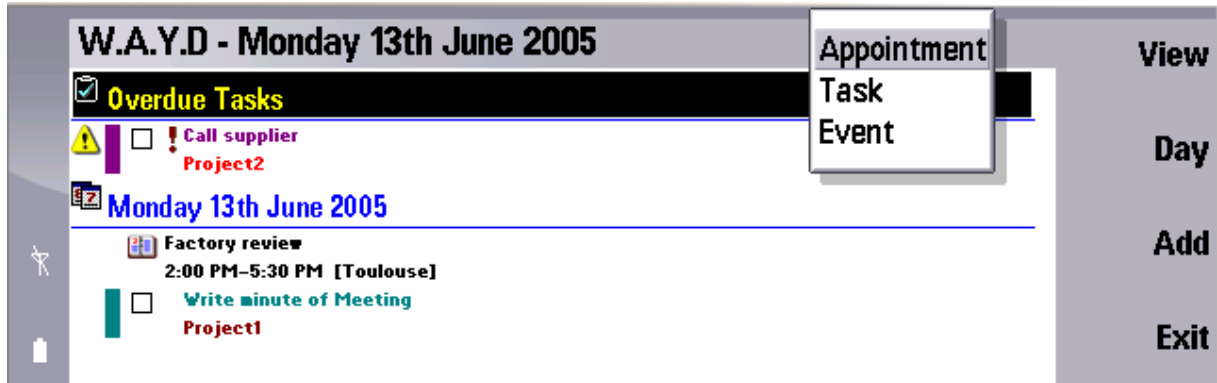 W.A.Y.D - Monday 13th June 2005
Appointment
Task
Event
View
Day
Add
Exit
Overdue Tasks
Call supplier
Project2
Monday 13th June 2005
Factory review
2:00 PM-5:30 PM [Toulouse]
Write minute of Meeting
Project1